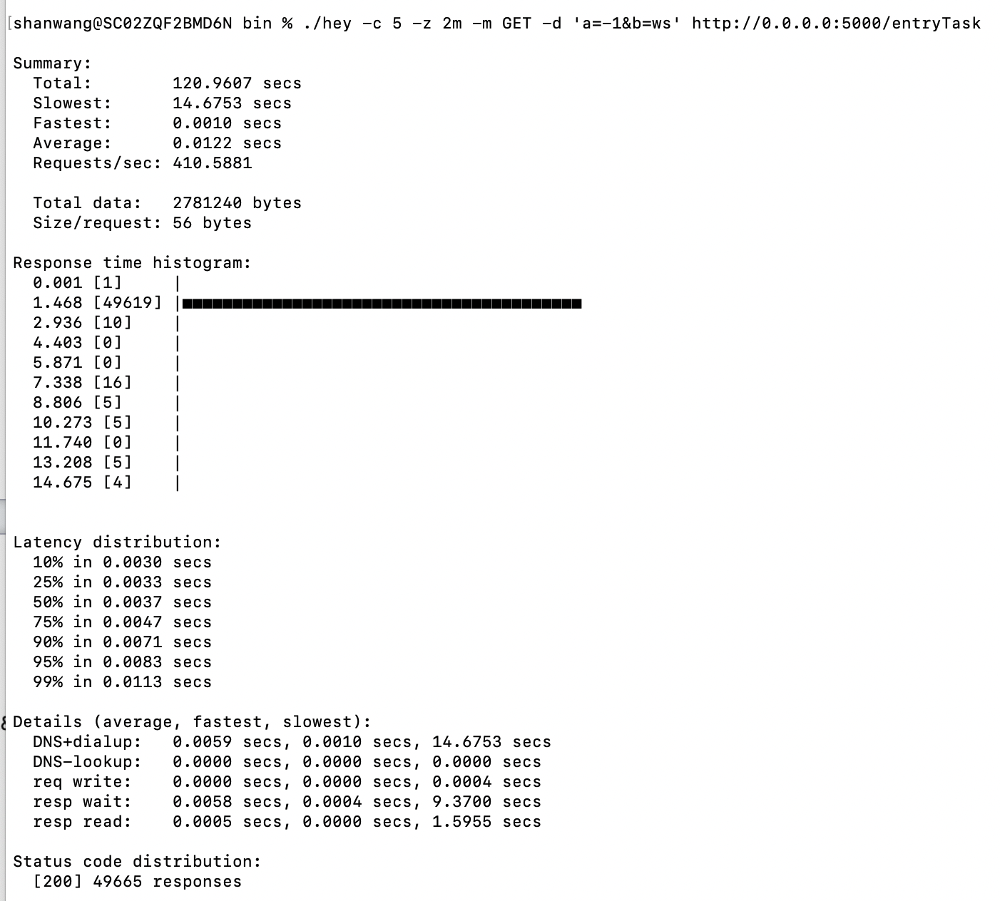 [shanwang@SC02ZQF2BMD6N bin % ./hey -c 5 -z 2m -m GET -d 'a=-1&b=ws' http://0.0.0.0:5000/entryTask
Summary:
Total: 120.9607 secs
Slowest: 14.6753 secs
Fastest: 0.0010 secs
Average: 0.0122 secs
Requests/sec: 410.5881
Total data: 2781240 bytes
Size/request: 56 bytes
Response time histogram:
0.001 [1] |
1.468 [49619] |■■■■■■■■■■■■■■■■■■■■■■■■■■■■■■■■■■■■■■■■
2.936 [10] |
4.403 [0] |
5.871 [0] |
7.338 [16] |
8.806 [5] |
10.273 [5] |
11.740 [0] |
13.208 [5] |
14.675 [4] |
Latency distribution:
10% in 0.0030 secs
25% in 0.0033 secs
50% in 0.0037 secs
75% in 0.0047 secs
90% in 0.0071 secs
95% in 0.0083 secs
99% in 0.0113 secs
Details (average, fastest, slowest):
DNS+dialup: 0.0059 secs, 0.0010 secs, 14.6753 secs
DNS-lookup: 0.0000 secs, 0.0000 secs, 0.0000 secs
req write: 0.0000 secs, 0.0000 secs, 0.0004 secs
resp wait: 0.0058 secs, 0.0004 secs, 9.3700 secs
resp read: 0.0005 secs, 0.0000 secs, 1.5955 secs
Status code distribution:
[200] 49665 responses